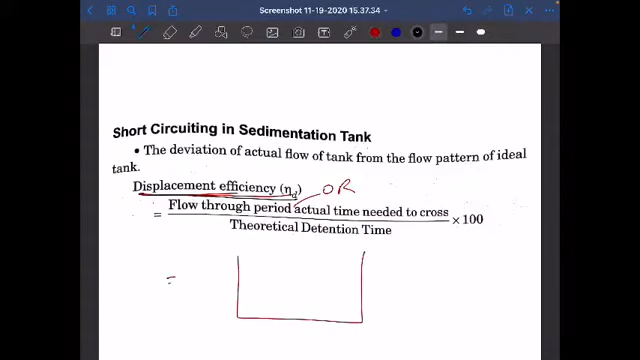 Screenshot 11-19-2020 15.37.34
Short Circuiting in Sedimentation Tank
• The deviation of actual flow of tank from the flow pattern of ideal
tank.
Displacement efficiency (ηd)
OR
= Flow through period actual time needed to cross
Theoretical Detention Time
× 100
=